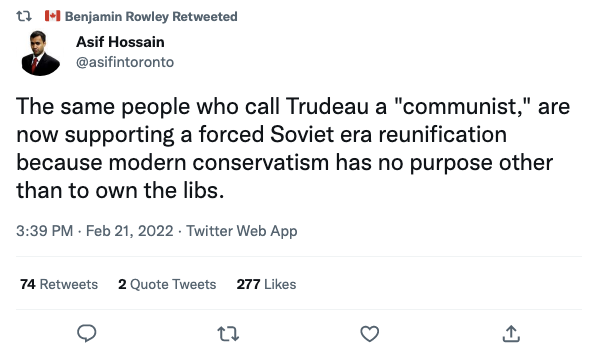 Benjamin Rowley Retweeted
Asif Hossain
@asifintoronto
The same people who call Trudeau a "communist," are
now supporting a forced Soviet era reunification
because modern conservatism has no purpose other
than to own the libs.
3:39 PM · Feb 21, 2022 · Twitter Web App
74 Retweets 2 Quote Tweets 277 Likes